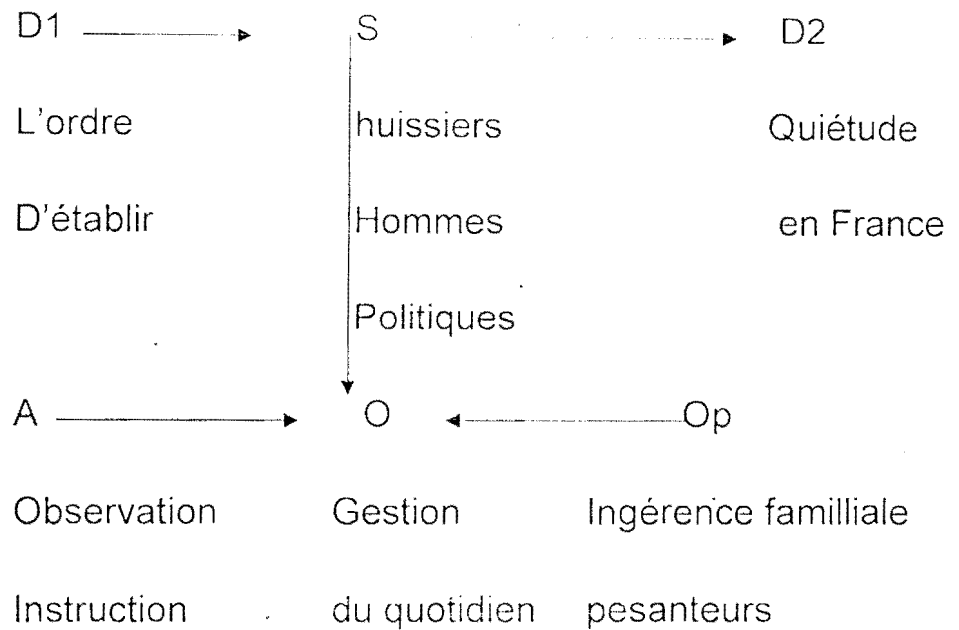 D1 S D2
L'ordre huissiers Quiétude
D'établir Hommes en France
Politiques
A O Op
Observation Gestion Ingérence familliale
Instruction du quotidien pesanteurs